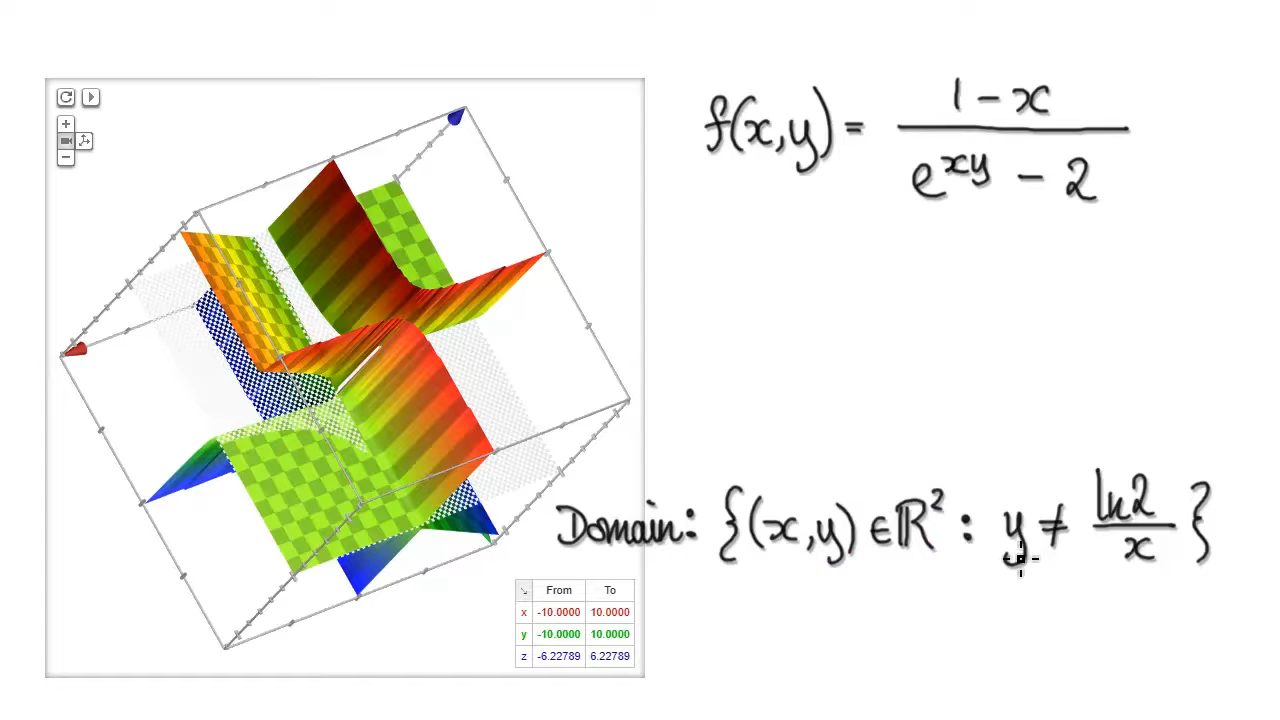 f(x,y) = (1 - x) / (e^{xy} - 2)
Domain: {(x,y) ∈ ℝ² : y ≠ ln2 / x}
From To
x -10.0000 10.0000
y -10.0000 10.0000
z -6.22789 6.22789